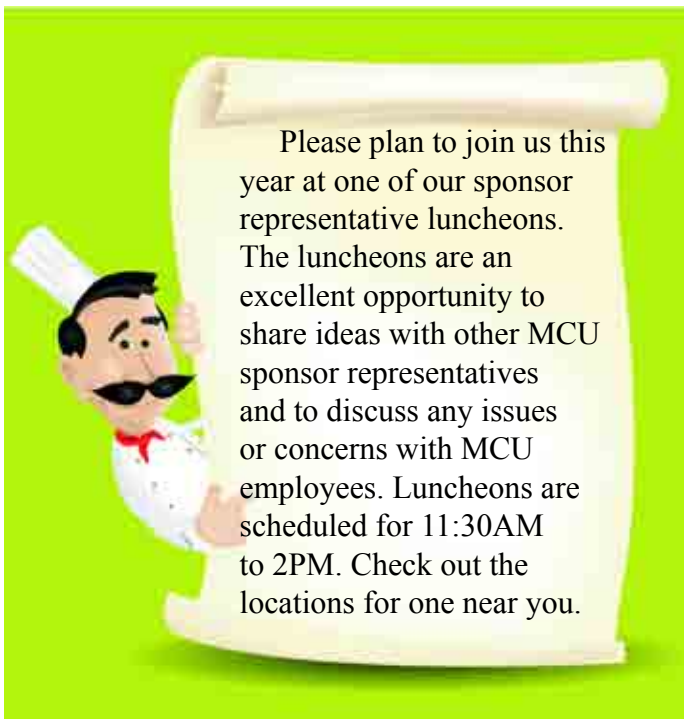 Please plan to join us this
year at one of our sponsor
representative luncheons.
The luncheons are an
excellent opportunity to
share ideas with other MCU
sponsor representatives
and to discuss any issues
or concerns with MCU
employees. Luncheons are
scheduled for 11:30AM
to 2PM. Check out the
locations for one near you.